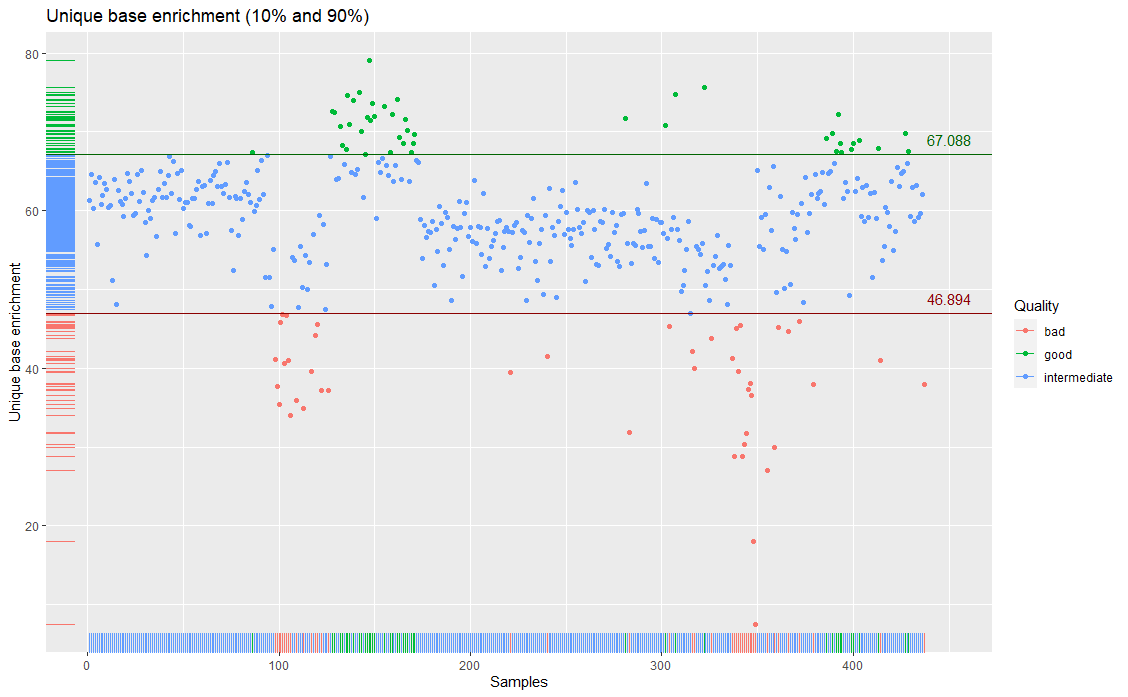 Unique base enrichment (10% and 90%)
80
60
40
20
Unique base enrichment
67.088
46.894
0
100
200
300
400
Samples
Quality
bad
good
intermediate